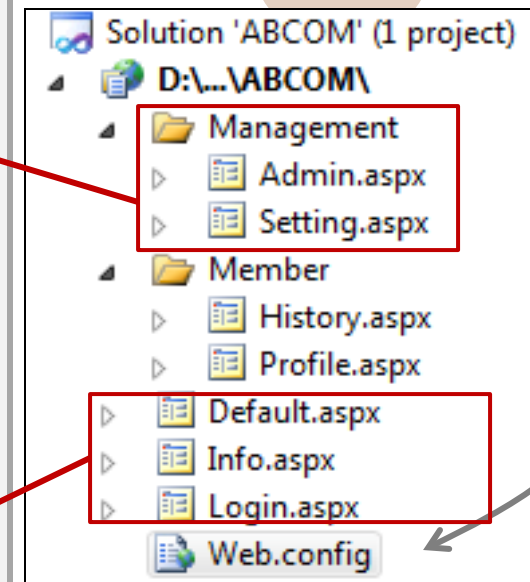 Solution 'ABCOM' (1 project)
D:\...\ABCOM\
Management
Admin.aspx
Setting.aspx
Member
History.aspx
Profile.aspx
Default.aspx
Info.aspx
Login.aspx
Web.config